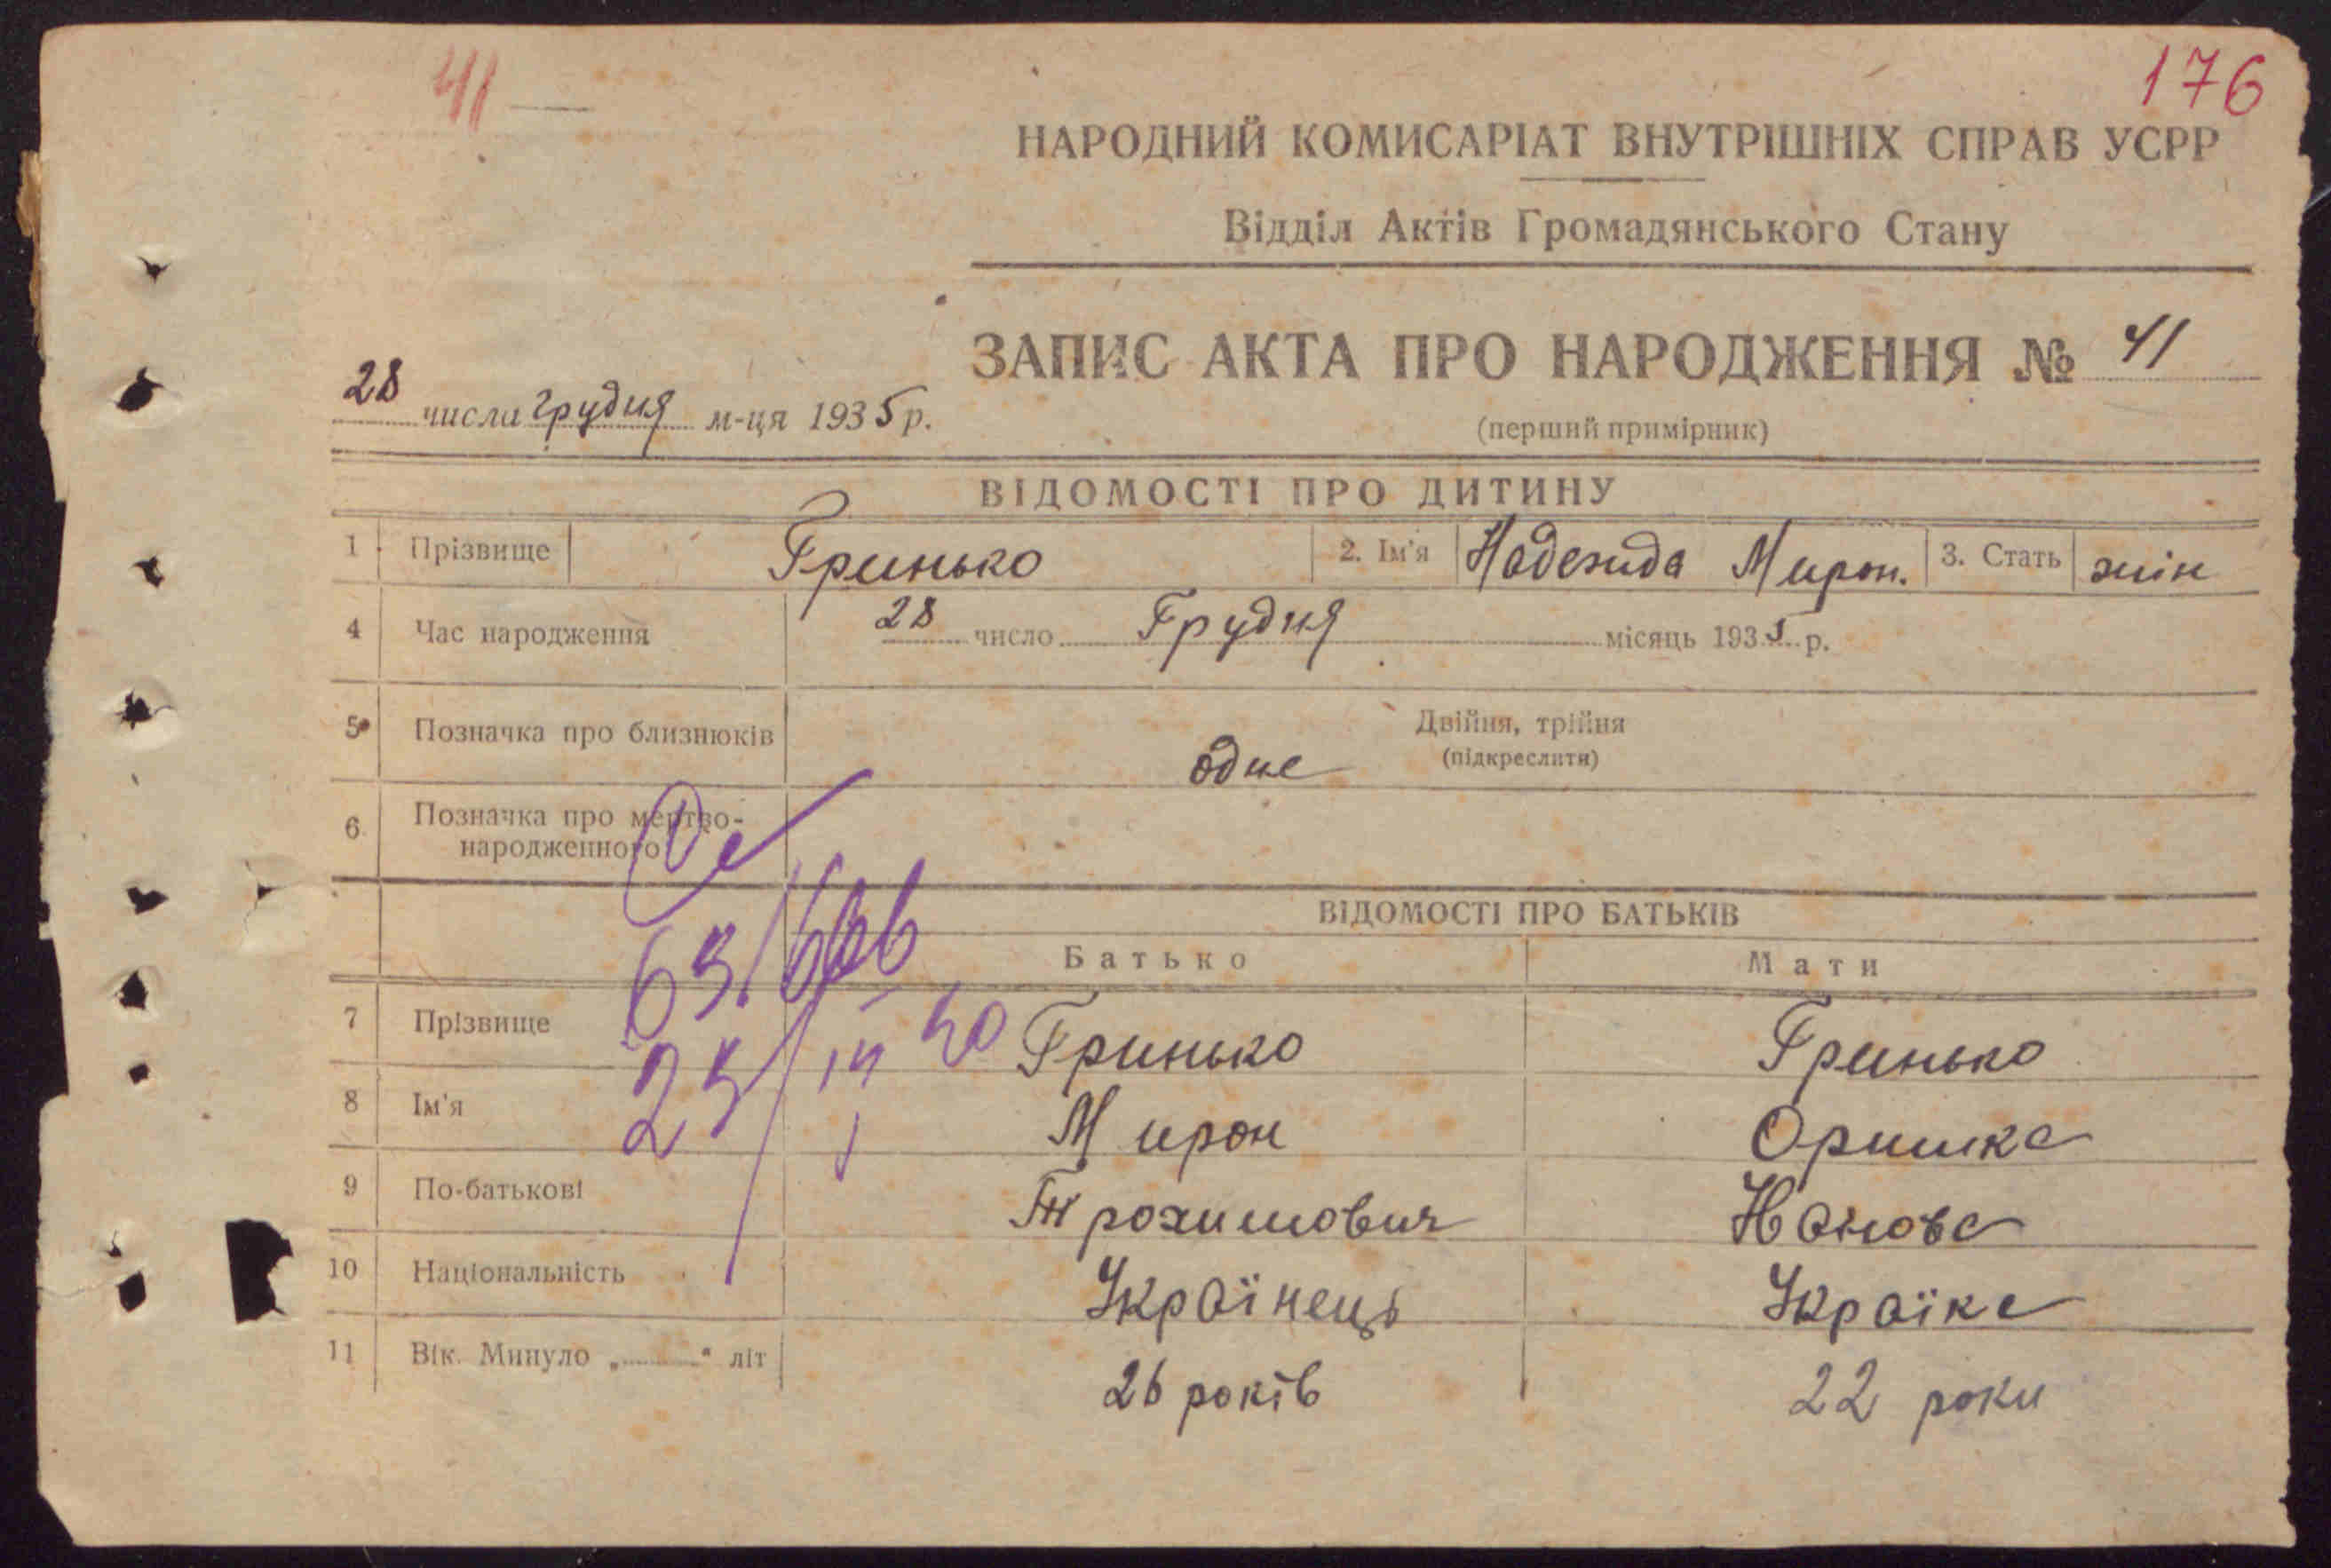 41
176
НАРОДНИЙ КОМИСАРІАТ ВНУТРІШНІХ СПРАВ УСРР
Відділ Актів Громадянського Стану
ЗАПИС АКТА ПРО НАРОДЖЕННЯ № 41
28 числа грудня м-ця 1935 р.
(перший примірник)
ВІДОМОСТІ ПРО ДИТИНУ
1 Прізвище Гринько 2. Ім'я Надежда Мирон. 3. Стать жін
4 Час народження 28 число Грудня місяць 1935 р.
5 Позначка про близнюків одне Двійня, трійня
(підкреслити)
6 Позначка про мертво-
народженного
ВІДОМОСТІ ПРО БАТЬКІВ
Батько Мати
7 Прізвище Гринько Гринько
8 Ім'я Мирон Оришка
9 По-батькові Трохимович
10 Національність Українець Україка
11 Вік. Минуло „ “ літ 26 років 22 роки